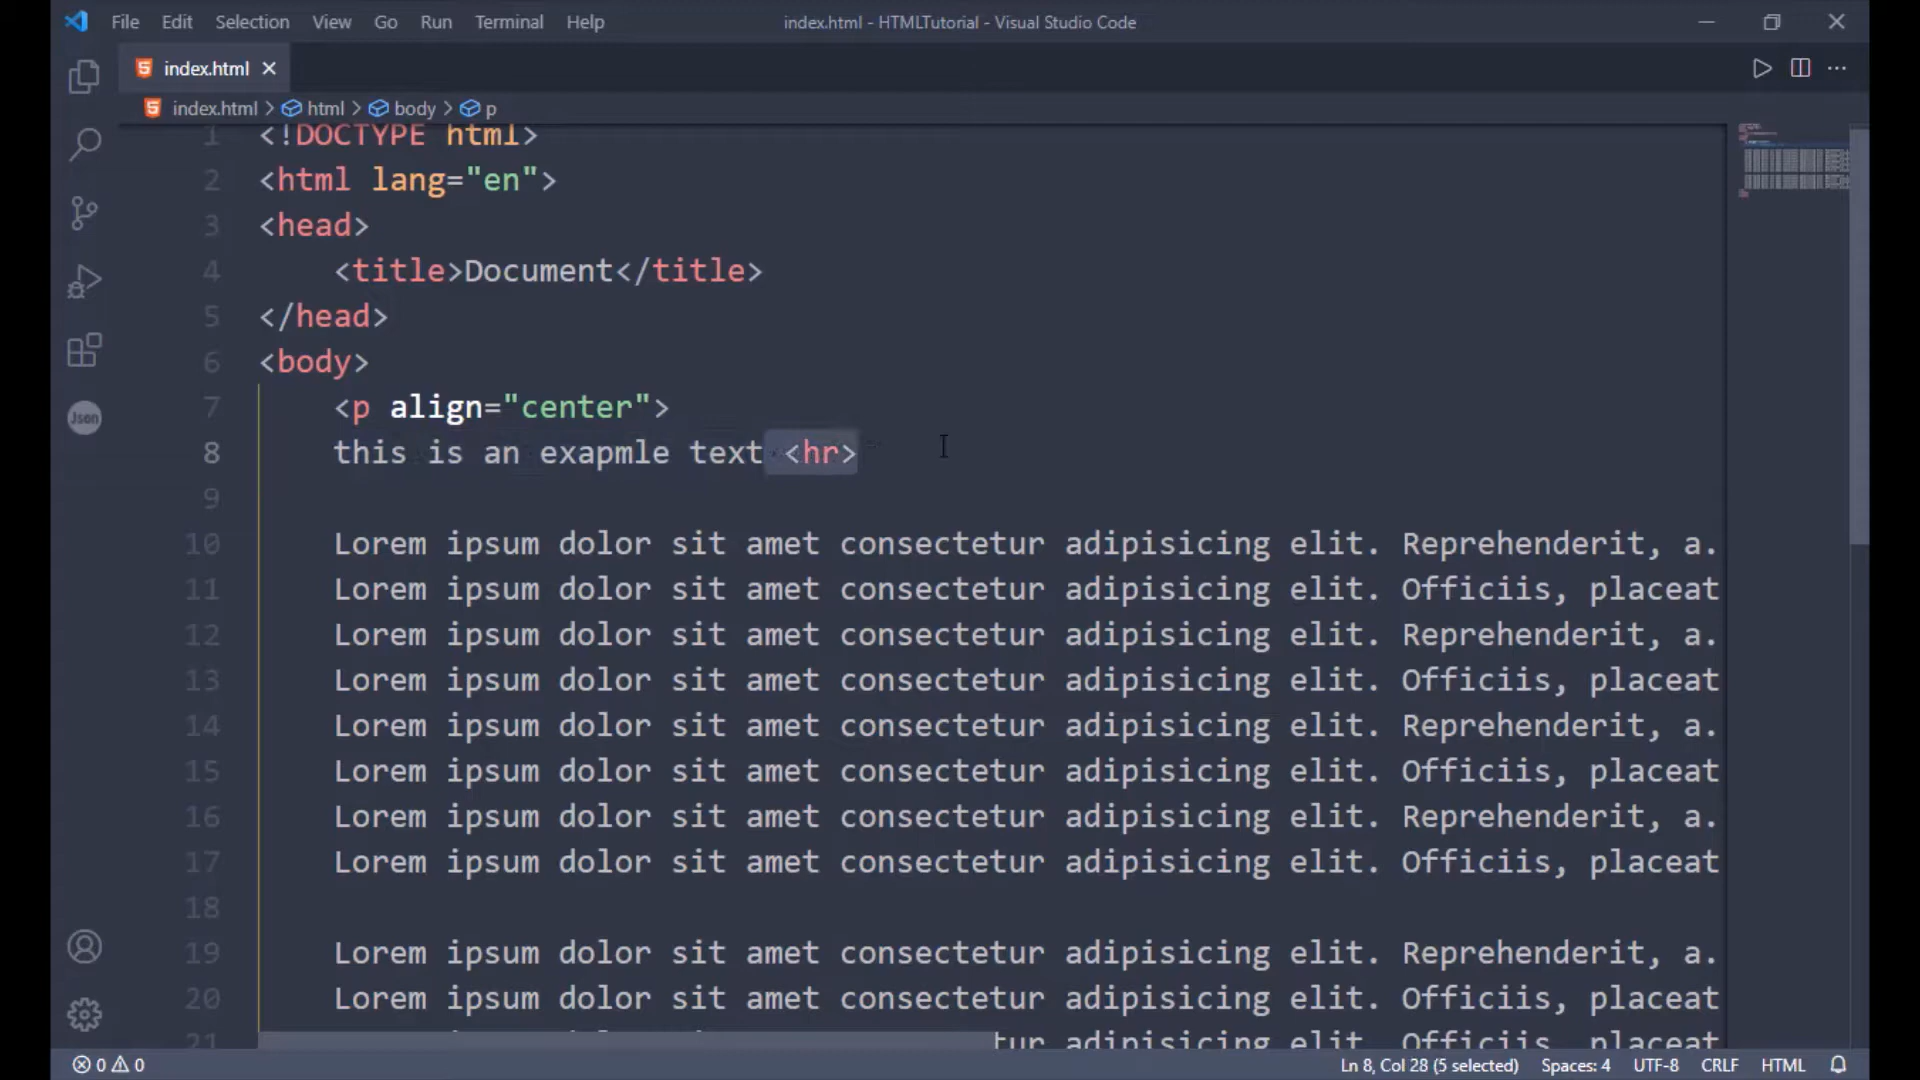 File Edit Selection View Go Run Terminal Help index.html - HTMLTutorial - Visual Studio Code
index.html
index.html > html > body > p
1 <!DOCTYPE html>
2 <html lang="en">
3 <head>
4 <title>Document</title>
5 </head>
6 <body>
7 <p align="center">
8 this is an exapmle text <hr>
9
10 Lorem ipsum dolor sit amet consectetur adipisicing elit. Reprehenderit, a.
11 Lorem ipsum dolor sit amet consectetur adipisicing elit. Officiis, placeat
12 Lorem ipsum dolor sit amet consectetur adipisicing elit. Reprehenderit, a.
13 Lorem ipsum dolor sit amet consectetur adipisicing elit. Officiis, placeat
14 Lorem ipsum dolor sit amet consectetur adipisicing elit. Reprehenderit, a.
15 Lorem ipsum dolor sit amet consectetur adipisicing elit. Officiis, placeat
16 Lorem ipsum dolor sit amet consectetur adipisicing elit. Reprehenderit, a.
Json
17 Lorem ipsum dolor sit amet consectetur adipisicing elit. Officiis, placeat
18
19 Lorem ipsum dolor sit amet consectetur adipisicing elit. Reprehenderit, a.
20 Lorem ipsum dolor sit amet consectetur adipisicing elit. Officiis, placeat
21 adipisicing elit. Officiis, placeat
0 0 Ln 8, Col 28 (5 selected) Spaces: 4 UTF-8 CRLF HTML